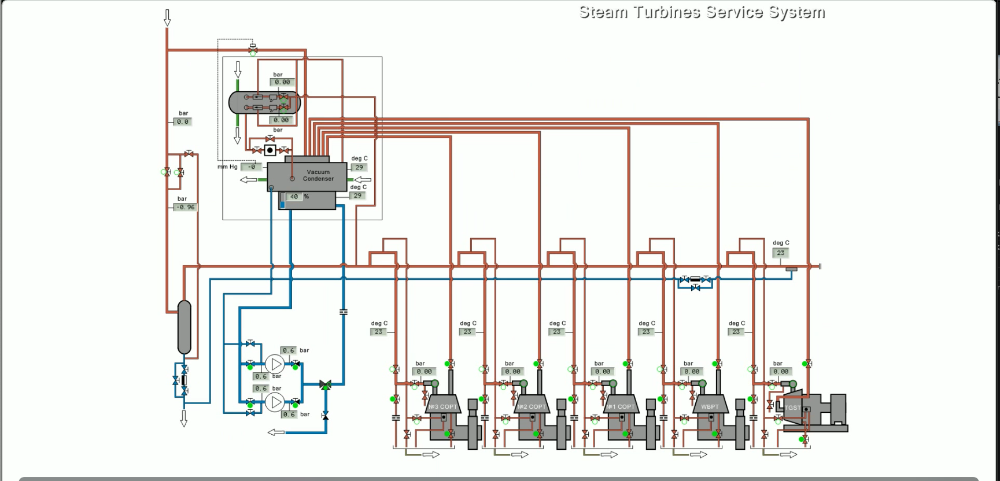 Steam Turbines Service System
bar
0.00
bar
0.0
0.00
bar
deg C
mm Hg
-0
29
Vacuum
Condenser
deg C
40
%
29
bar
-0.96
deg C
23
deg C
23
deg C
23
deg C
23
deg C
23
deg C
23
0.6
bar
0.6
bar
0.6
bar
0.6
bar
bar
0.00
bar
0.00
bar
0.00
bar
0.00
bar
0.00
№3 COPT
№2 COPT
№1 COPT
WBPT
TGST